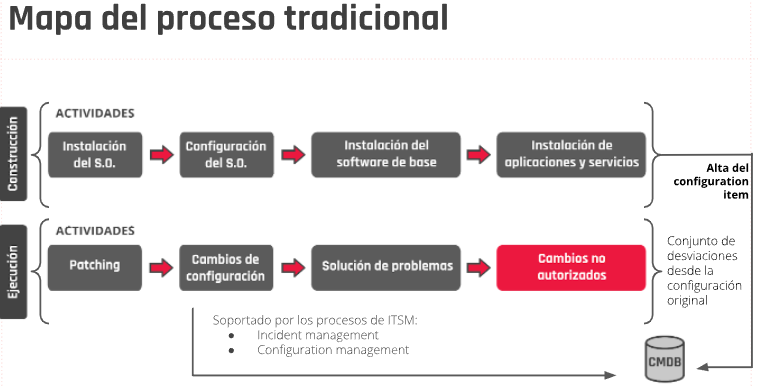 Mapa del proceso tradicional
Construcción
ACTIVIDADES
Instalación
del S.O.
Configuración
del S.O.
Instalación del
software de base
Instalación de
aplicaciones y servicios
Alta del
configuration
item
Ejecución
ACTIVIDADES
Patching
Cambios de
configuración
Solución de problemas
Cambios no
autorizados
Conjunto de
desviaciones
desde la
configuración
original
Soportado por los procesos de ITSM:
● Incident management
● Configuration management
CMDB